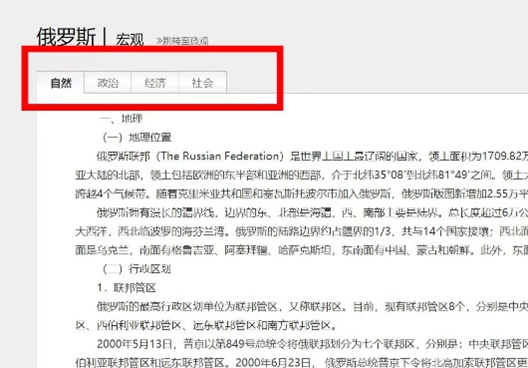 俄罗斯 | 宏观 »跳转至微观
自然 政治 经济 社会
一、地理
（一）地理位置
俄罗斯联邦（The Russian Federation）是世界上国土最辽阔的国家，领土面积为1709.82万
亚大陆的北部，领土包括欧洲的东半部和亚洲的西部，介于北纬35°08′到北纬81°49′之间。领土
跨越4个气候带。随着克里米亚共和国和塞瓦斯托波尔市加入俄罗斯，俄罗斯版图新增加2.55万平
俄罗斯拥有漫长的疆界线，边界的东、北部是海疆，西、南部主要是陆界。总长度超过6万公
大西洋，西北临波罗的海芬兰湾。俄罗斯的陆路边界约占疆界的1/3，共与14个国家接壤：西北面
面是乌克兰，南面有格鲁吉亚、阿塞拜疆、哈萨克斯坦，东南面有中国、蒙古和朝鲜。此外，东
（二）行政区划
1．联邦管区
俄罗斯的最高行政区划单位为联邦管区，又称联邦区。目前，现有联邦管区8个，分别是中央
区、西伯利亚联邦管区、远东联邦管区和南方联邦管区。
2000年5月13日，普京以第849号总统令将俄联邦划分为七个联邦区，分别是：中央联邦管区
伯利亚联邦管区和远东联邦管区。2000年6月23日， 俄罗斯总统普京下令将北高加索联邦管区更